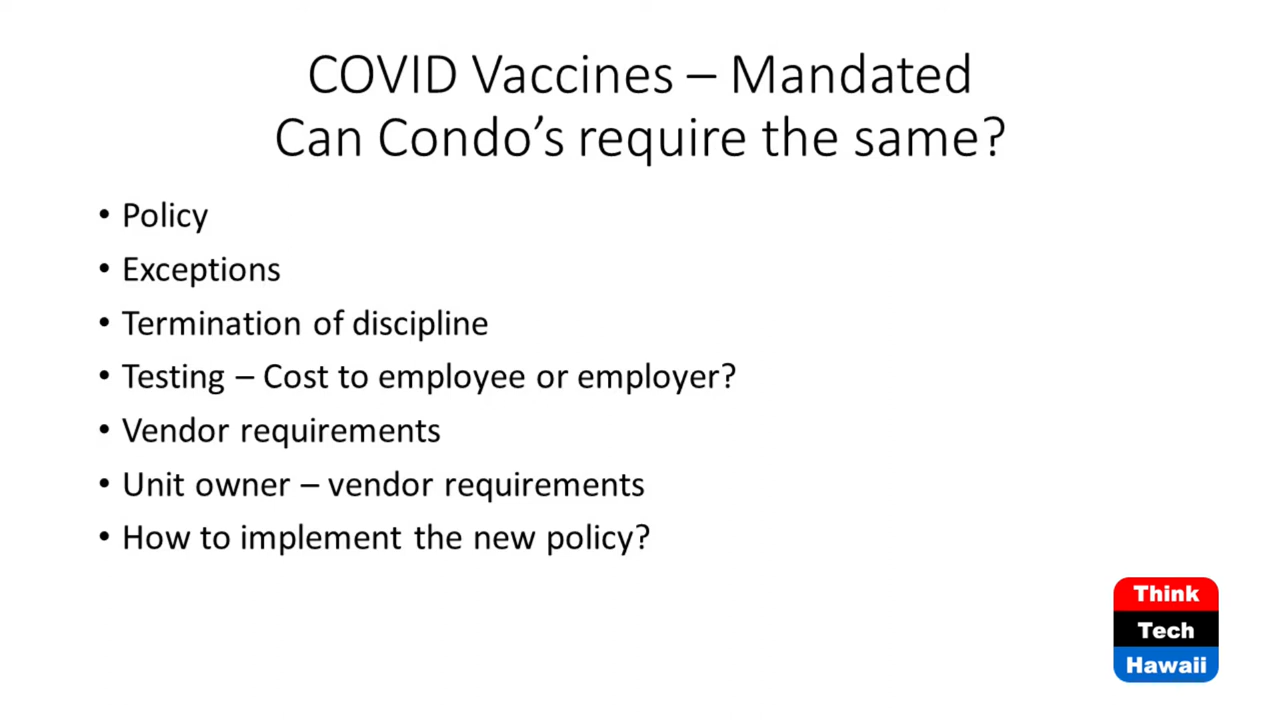 COVID Vaccines – Mandated
Can Condo’s require the same?
• Policy
• Exceptions
• Termination of discipline
• Testing – Cost to employee or employer?
• Vendor requirements
• Unit owner – vendor requirements
• How to implement the new policy?
Think
Tech
Hawaii